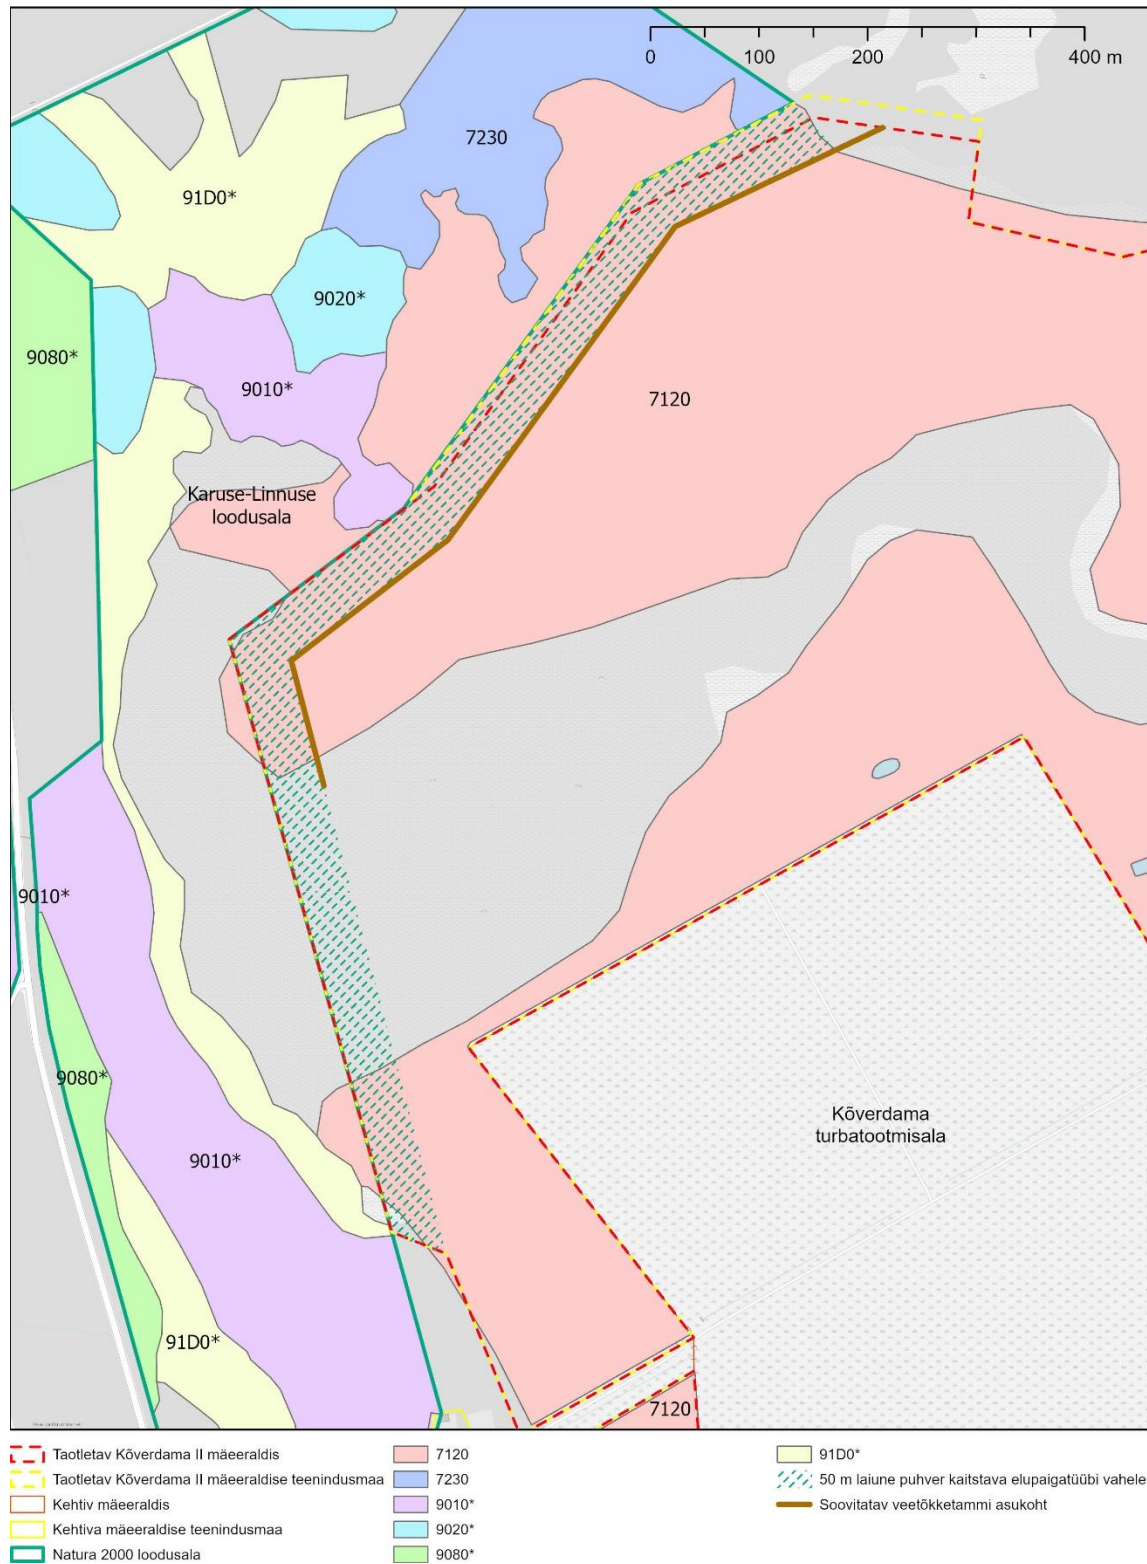 0 100 200 400 m
7230
91D0*
9020*
9080*
9010*
7120
Karuse-Linnuse
loodusala
9010*
9080*
Kõverdama
turbatootmisala
9010*
91D0*
7120
Taotletav Kõverdama II mäeeraldis
Taotletav Kõverdama II mäeeraldise teenindusmaa
Kehtiv mäeeraldis
Kehtiva mäeeraldise teenindusmaa
Natura 2000 loodusala
7120
7230
9010*
9020*
9080*
91D0*
50 m laiune puhver kaitstava elupaigatüübi vahele
Soovitatav veetõkketammi asukoht